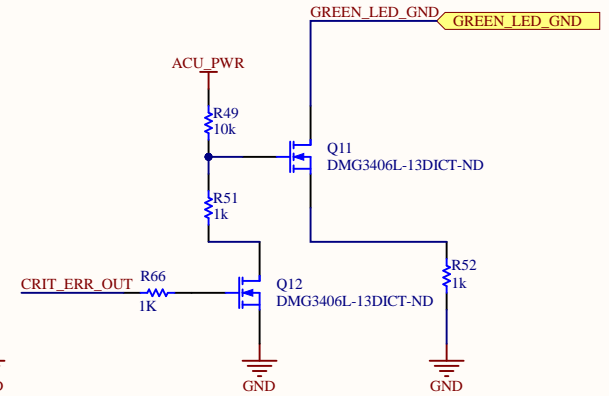 GREEN_LED_GND
GREEN_LED_GND
ACU_PWR
R49
10k
Q11
DMG3406L-13DICT-ND
R51
1k
R52
1k
CRIT_ERR_OUT
R66
1K
Q12
DMG3406L-13DICT-ND
GND
GND